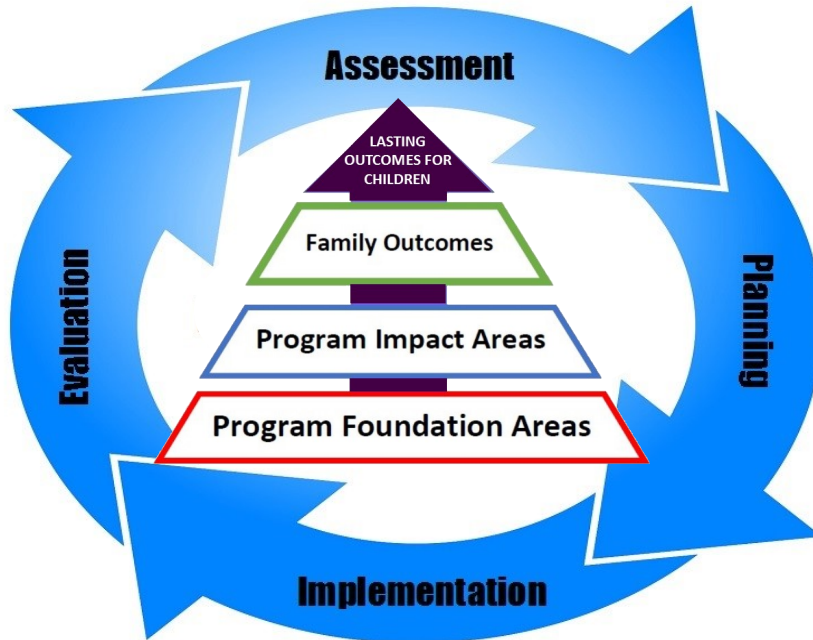 Assessment
LASTING
OUTCOMES FOR
CHILDREN
Family Outcomes
Evaluation
Planning
Program Impact Areas
Program Foundation Areas
Implementation